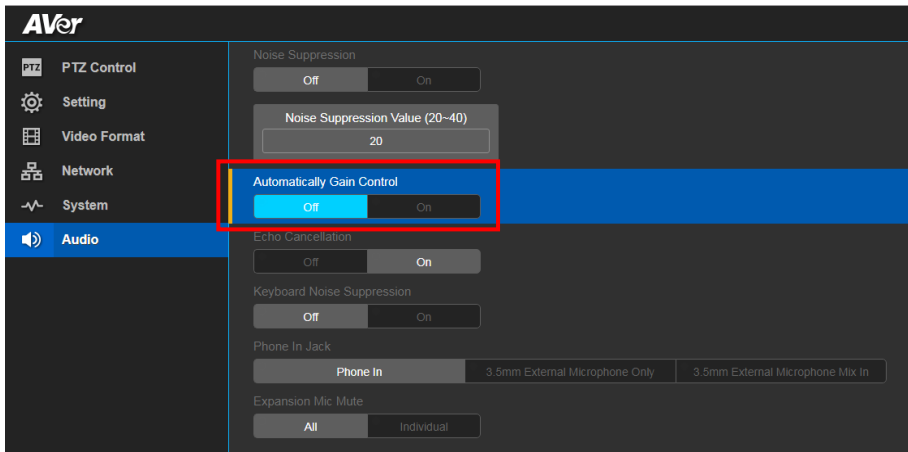 AVer
PTZ PTZ Control
Setting
Video Format
Network
System
Audio
Noise Suppression
Off On
Noise Suppression Value (20~40)
20
Automatically Gain Control
Off On
Echo Cancellation
Off On
Keyboard Noise Suppression
Off On
Phone In Jack
Phone In 3.5mm External Microphone Only 3.5mm External Microphone Mix In
Expansion Mic Mute
All Individual